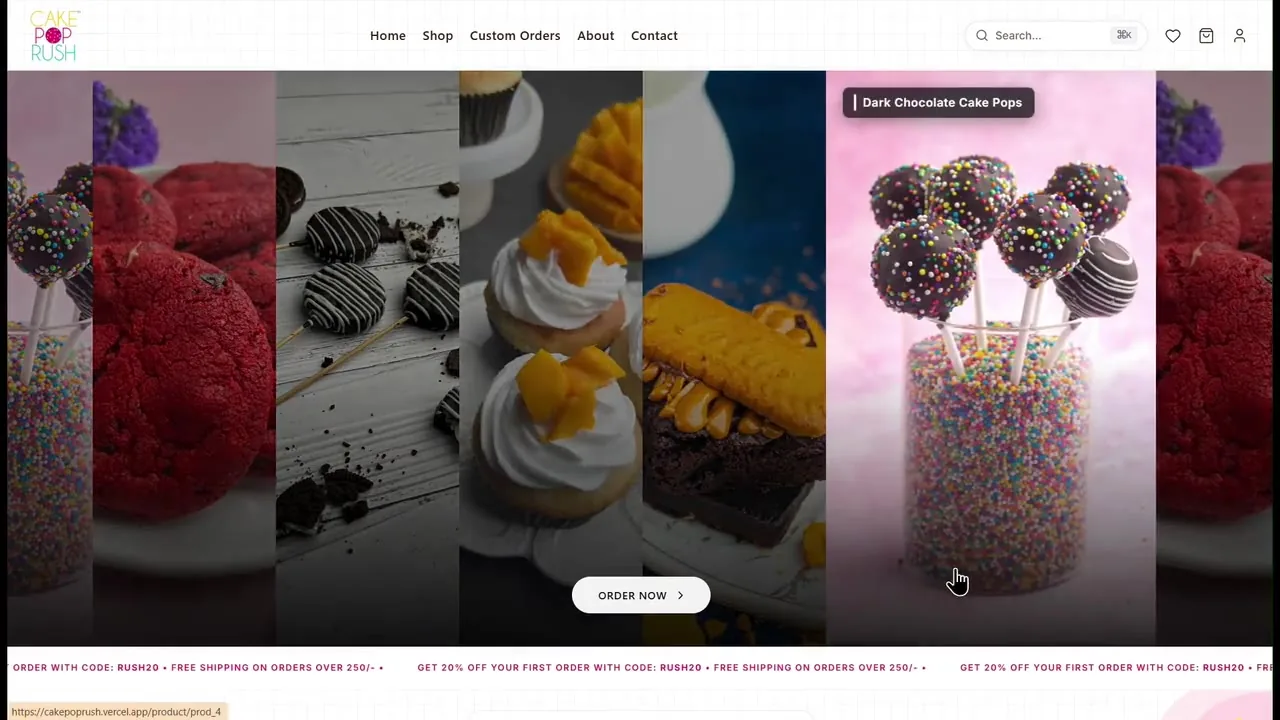 CAKE
POP
RUSH
Home Shop Custom Orders About Contact
Search... ⌘K
Dark Chocolate Cake Pops
ORDER NOW
ORDER WITH CODE: RUSH20 • FREE SHIPPING ON ORDERS OVER 250/- • GET 20% OFF YOUR FIRST ORDER WITH CODE: RUSH20 • FREE SHIPPING ON ORDERS OVER 250/- • GET 20% OFF YOUR FIRST ORDER WITH CODE: RUSH20 • FRE
https://cakepoprush.vercel.app/product/prod_4